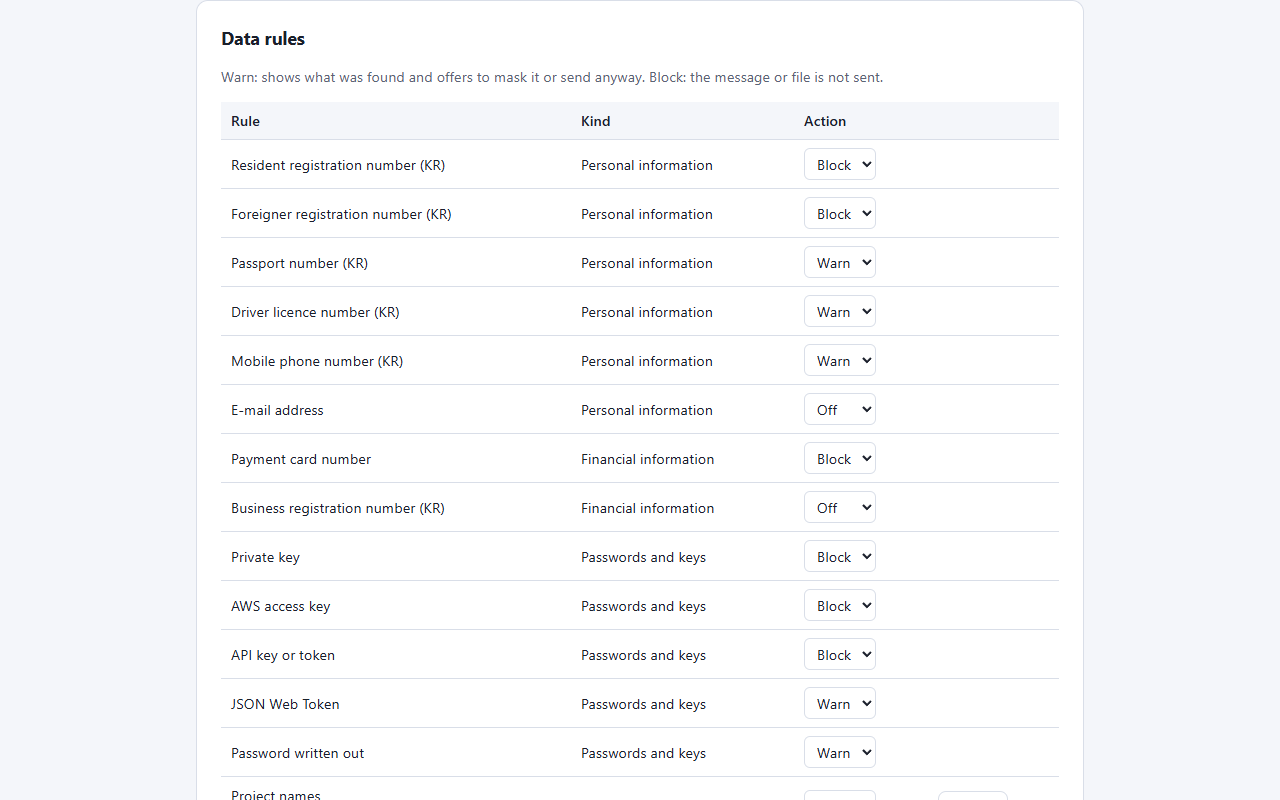 Data rules
Warn: shows what was found and offers to mask it or send anyway. Block: the message or file is not sent.
Rule Kind Action
Resident registration number (KR) Personal information Block
Foreigner registration number (KR) Personal information Block
Passport number (KR) Personal information Warn
Driver licence number (KR) Personal information Warn
Mobile phone number (KR) Personal information Warn
E-mail address Personal information Off
Payment card number Financial information Block
Business registration number (KR) Financial information Off
Private key Passwords and keys Block
AWS access key Passwords and keys Block
API key or token Passwords and keys Block
JSON Web Token Passwords and keys Warn
Password written out Passwords and keys Warn
Project names